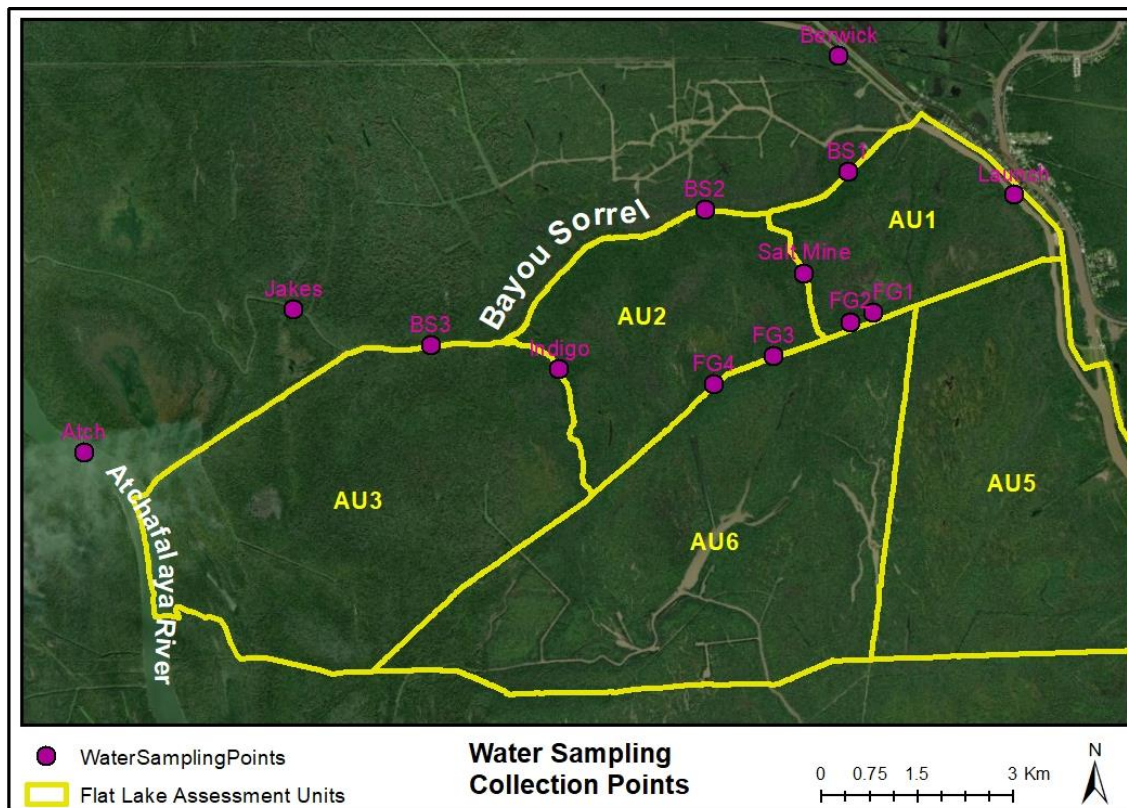 Berwick
BS1
Launch
BS2
AU1
Bayou Sorrel
Salt Mine
Jakes
FG1
FG2
AU2
BS3
Indigo
FG3
FG4
Atch
Atchafalaya River
AU3
AU5
AU6
WaterSamplingPoints
Flat Lake Assessment Units
Water Sampling
Collection Points
0 0.75 1.5 3 Km
N